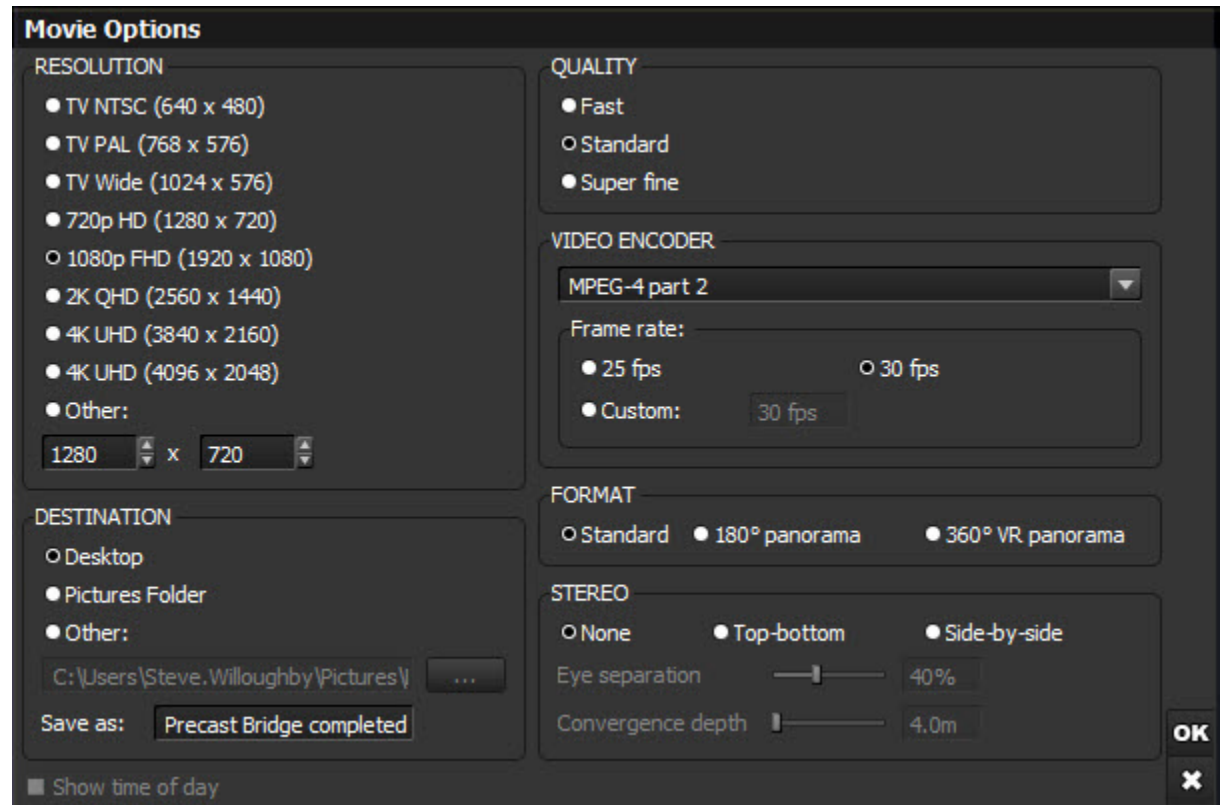 Movie Options
RESOLUTION
TV NTSC (640 x 480)
TV PAL (768 x 576)
TV Wide (1024 x 576)
720p HD (1280 x 720)
1080p FHD (1920 x 1080)
2K QHD (2560 x 1440)
4K UHD (3840 x 2160)
4K UHD (4096 x 2048)
Other:
1280 x 720
DESTINATION
Desktop
Pictures Folder
Other:
C:\Users\Steve.Willoughby\Pictures\ ...
Save as: Precast Bridge completed
Show time of day
QUALITY
Fast
Standard
Super fine
VIDEO ENCODER
MPEG-4 part 2
Frame rate:
25 fps 30 fps
Custom: 30 fps
FORMAT
Standard 180° panorama 360° VR panorama
STEREO
None Top-bottom Side-by-side
Eye separation 40%
Convergence depth 4.0m
OK